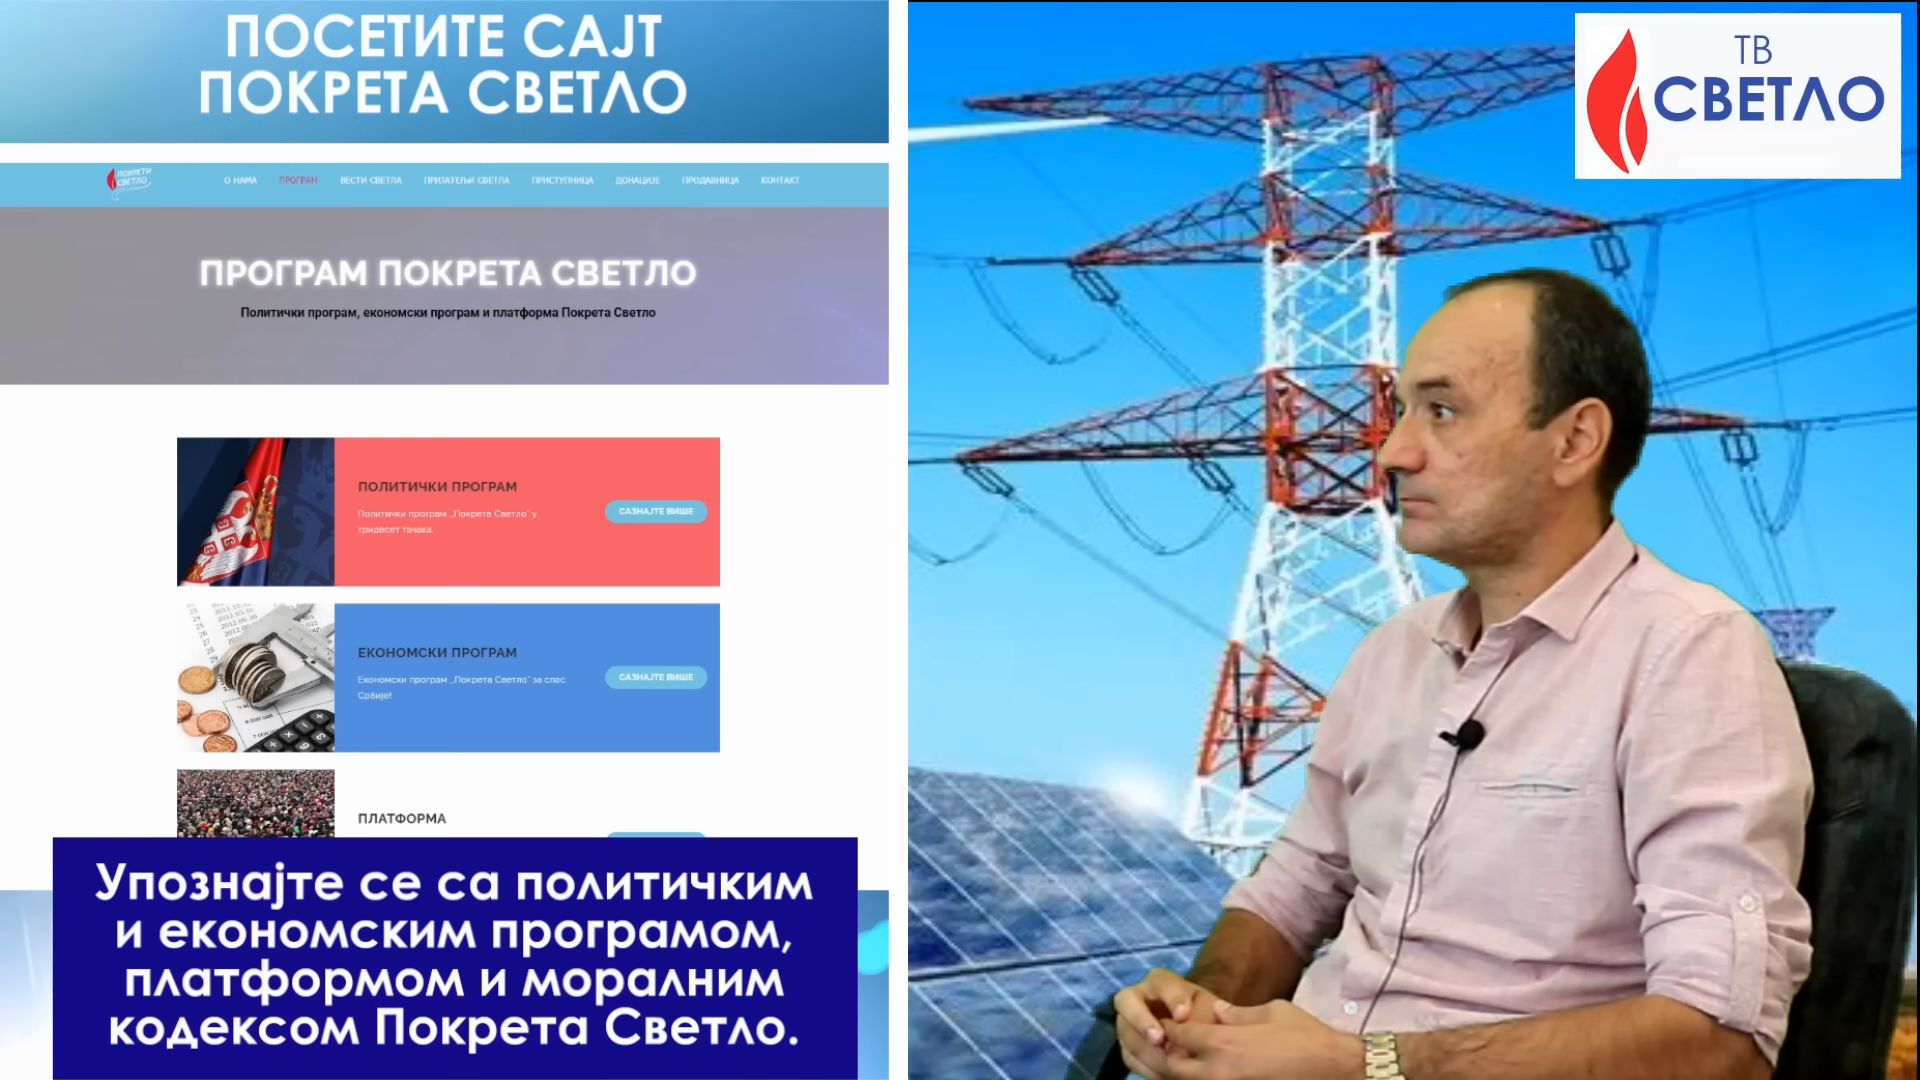 ПОСЕТИТЕ САЈТ
ПОКРЕТА СВЕТЛО
ПОКРЕТИ
СВЕТЛО
О НАМА ПРОГРАМ ВЕСТИ СВЕТЛА ПРИЈАТЕЉИ СВЕТЛА ПРИСТУПНИЦА ДОНАЦИЈЕ ПРОДАВНИЦА КОНТАКТ
ПРОГРАМ ПОКРЕТА СВЕТЛО
Политички програм, економски програм и платформа Покрета Светло
ПОЛИТИЧКИ ПРОГРАМ
Политички програм „Покрета Светло“ у
тридесет тачака.
САЗНАЈТЕ ВИШЕ
ЕКОНОМСКИ ПРОГРАМ
Економски програм „Покрета Светло“ за спас
Србије!
САЗНАЈТЕ ВИШЕ
ПЛАТФОРМА
Упознајте се са политичким
и економским програмом,
платформом и моралним
кодексом Покрета Светло.
ТВ
СВЕТЛО